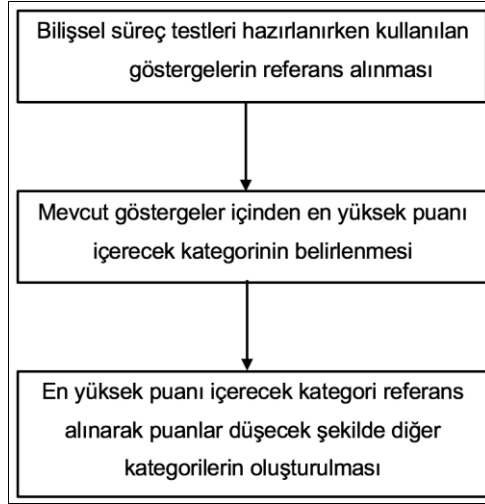 Bilişsel süreç testleri hazırlanırken kullanılan
göstergelerin referans alınması
Mevcut göstergeler içinden en yüksek puanı
içerecek kategorinin belirlenmesi
En yüksek puanı içerecek kategori referans
alınarak puanlar düşecek şekilde diğer
kategorilerin oluşturulması